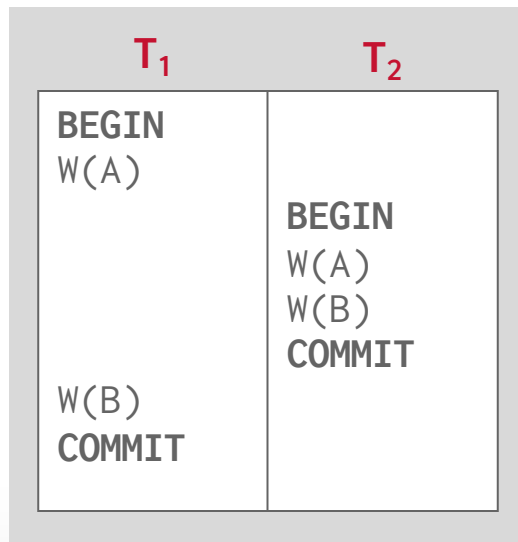 T₁ T₂
BEGIN
W(A)
BEGIN
W(A)
W(B)
COMMIT
W(B)
COMMIT